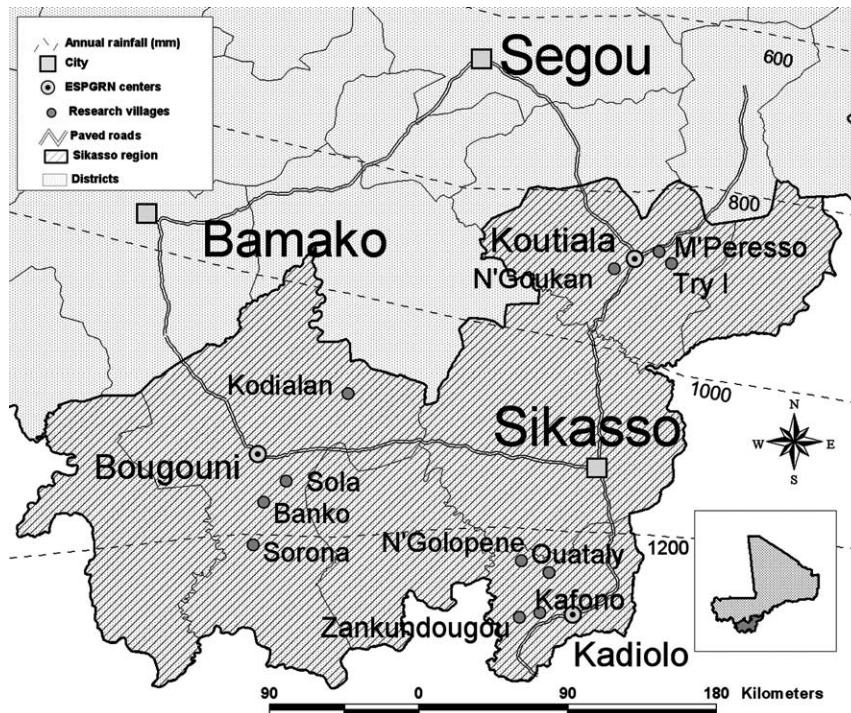 Annual rainfall (mm)
City
ESPGRN centers
Research villages
Paved roads
Sikasso region
Districts
Segou
600
800
Bamako
Koutiala
M'Peresso
N'Goukan
Try I
Kodialan
1000
N
W E
S
Sikasso
Bougouni
Sola
Banko
Sorona
N'Golopene
Ouataly
1200
Kafono
Zankundougou
Kadiolo
90 0 90 180 Kilometers